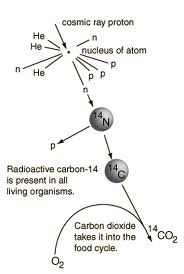 cosmic ray proton
He
n
He
nucleus of atom
He
p
n
p
p
n
¹⁴N
p
¹⁴C
Radioactive carbon-14
is present in all
living organisms.
¹⁴CO₂
Carbon dioxide
takes it into the
food cycle.
O₂